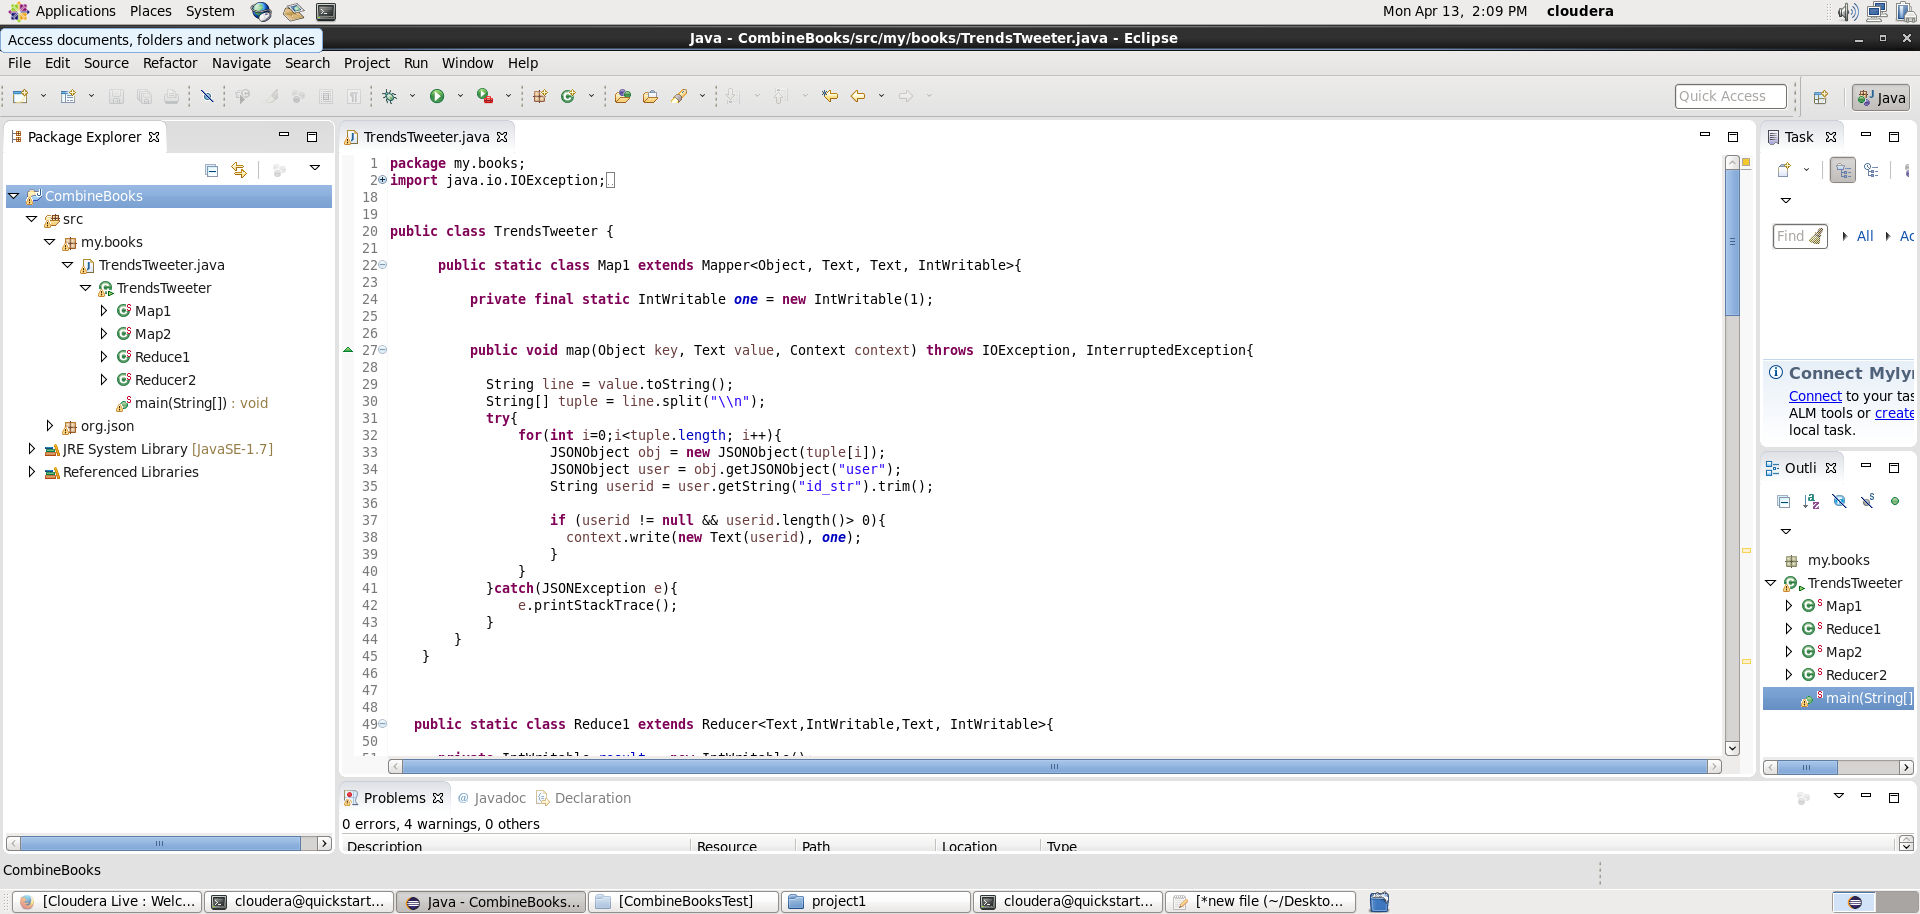 Applications Places System Mon Apr 13, 2:09 PM cloudera
Access documents, folders and network places
Java - CombineBooks/src/my/books/TrendsTweeter.java - Eclipse
File Edit Source Refactor Navigate Search Project Run Window Help
Quick Access Java
Package Explorer
CombineBooks
src
my.books
TrendsTweeter.java
TrendsTweeter
Map1
Map2
Reduce1
Reducer2
main(String[]) : void
org.json
JRE System Library [JavaSE-1.7]
Referenced Libraries
TrendsTweeter.java
1 package my.books;
2 import java.io.IOException;
18
19
20 public class TrendsTweeter {
21
22 public static class Map1 extends Mapper<Object, Text, Text, IntWritable>{
23
24 private final static IntWritable one = new IntWritable(1);
25
26
27 public void map(Object key, Text value, Context context) throws IOException, InterruptedException{
28
29 String line = value.toString();
30 String[] tuple = line.split("\\n");
31 try{
32 for(int i=0;i<tuple.length; i++){
33 JSONObject obj = new JSONObject(tuple[i]);
34 JSONObject user = obj.getJSONObject("user");
35 String userid = user.getString("id_str").trim();
36
37 if (userid != null && userid.length()> 0){
38 context.write(new Text(userid), one);
39 }
40 }
41 }catch(JSONException e){
42 e.printStackTrace();
43 }
44 }
45 }
46
47
48
49 public static class Reduce1 extends Reducer<Text,IntWritable,Text, IntWritable>{
50
51 private IntWritable result = new IntWritable();
Task
Find All Ac
Connect Myly
Connect to your tas
ALM tools or create
local task.
Outli
my.books
TrendsTweeter
Map1
Reduce1
Map2
Reducer2
main(String[]
Problems @ Javadoc Declaration
0 errors, 4 warnings, 0 others
Description Resource Path Location Type
CombineBooks
[Cloudera Live : Welc... cloudera@quickstart... Java - CombineBooks... [CombineBooksTest] project1 cloudera@quickstart... [*new file (~/Deskto...